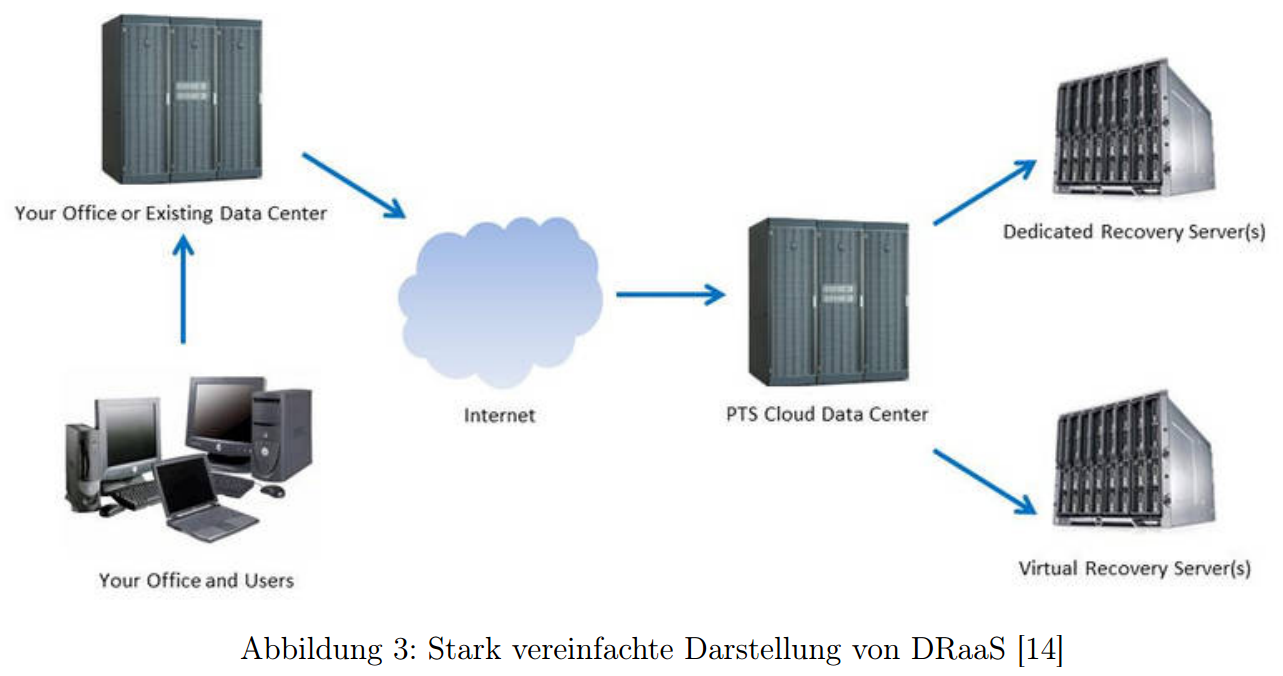 Your Office or Existing Data Center
Dedicated Recovery Server(s)
Internet
PTS Cloud Data Center
Your Office and Users
Virtual Recovery Server(s)
Abbildung 3: Stark vereinfachte Darstellung von DRaaS [14]